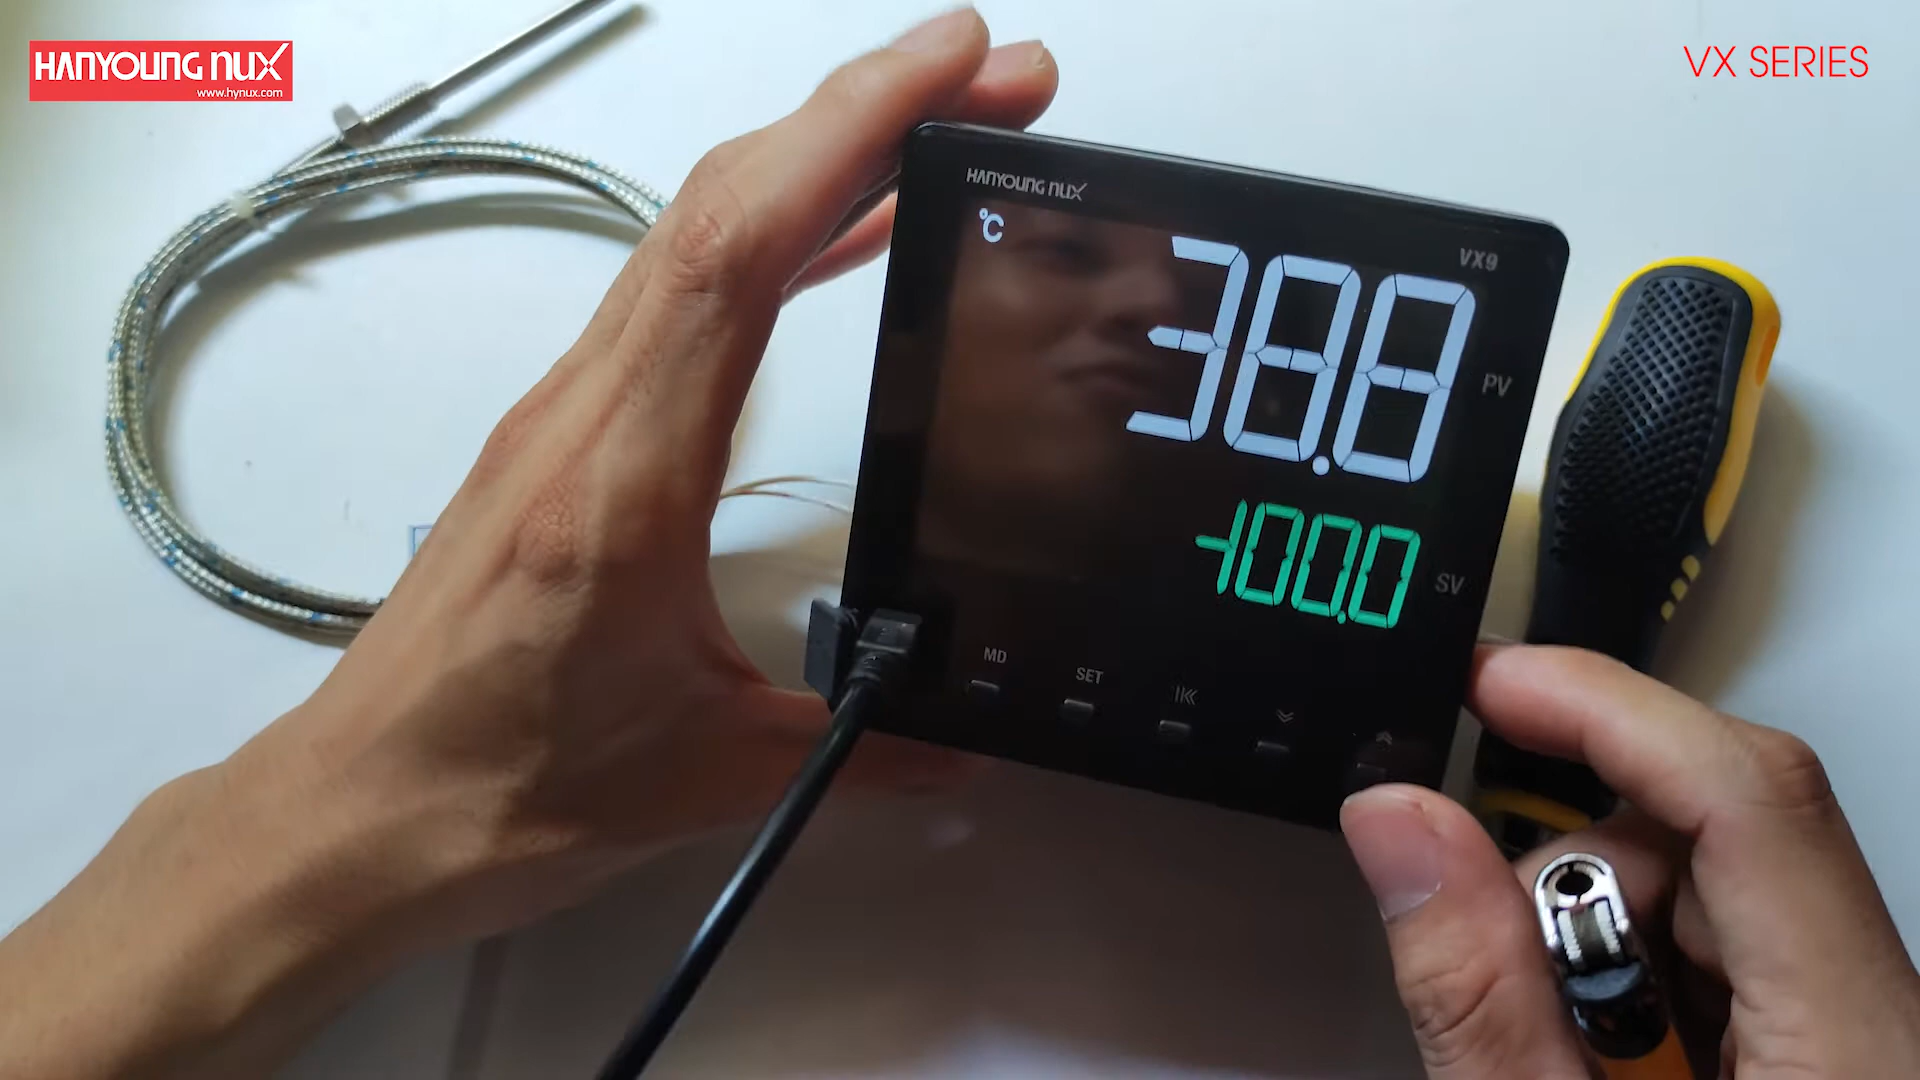 HANYOUNG NUX
www.hynux.com
VX SERIES
HANYOUNG NUX
°C
VX9
38.8
PV
-100.0
SV
MD
SET